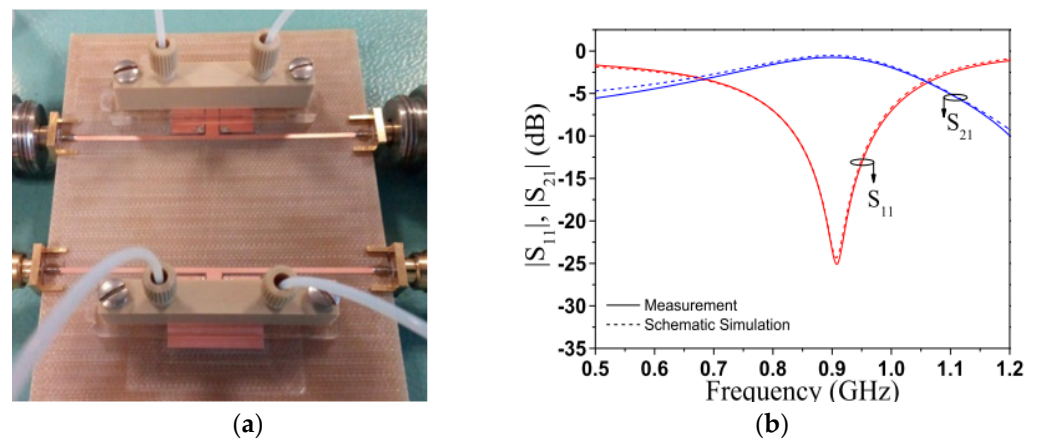 0
-5
-10
-15
-20
-25
-30
-35
|S11|, |S21| (dB)
S21
S11
Measurement
Schematic Simulation
0.5 0.6 0.7 0.8 0.9 1.0 1.1 1.2
Frequency (GHz)
(a) (b)